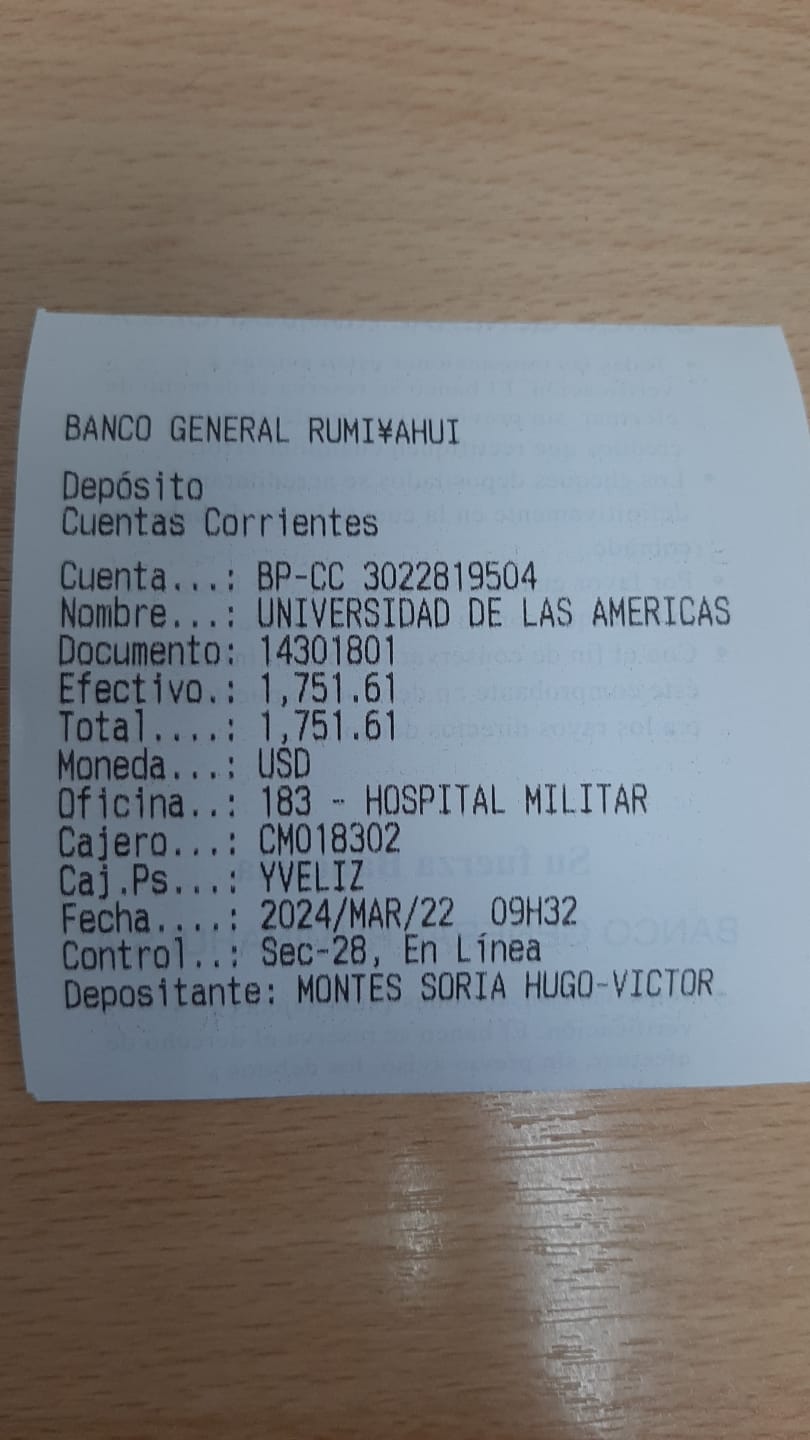 BANCO GENERAL RUMI¥AHUI
Depósito
Cuentas Corrientes
Cuenta...: BP-CC 3022819504
Nombre...: UNIVERSIDAD DE LAS AMERICAS
Documento: 14301801
Efectivo.: 1,751.61
Total....: 1,751.61
Moneda...: USD
Oficina..: 183 - HOSPITAL MILITAR
Cajero...: CM018302
Caj.Ps...: YVELIZ
Fecha....: 2024/MAR/22  09H32
Control..: Sec-28, En Línea
Depositante: MONTES SORIA HUGO-VICTOR